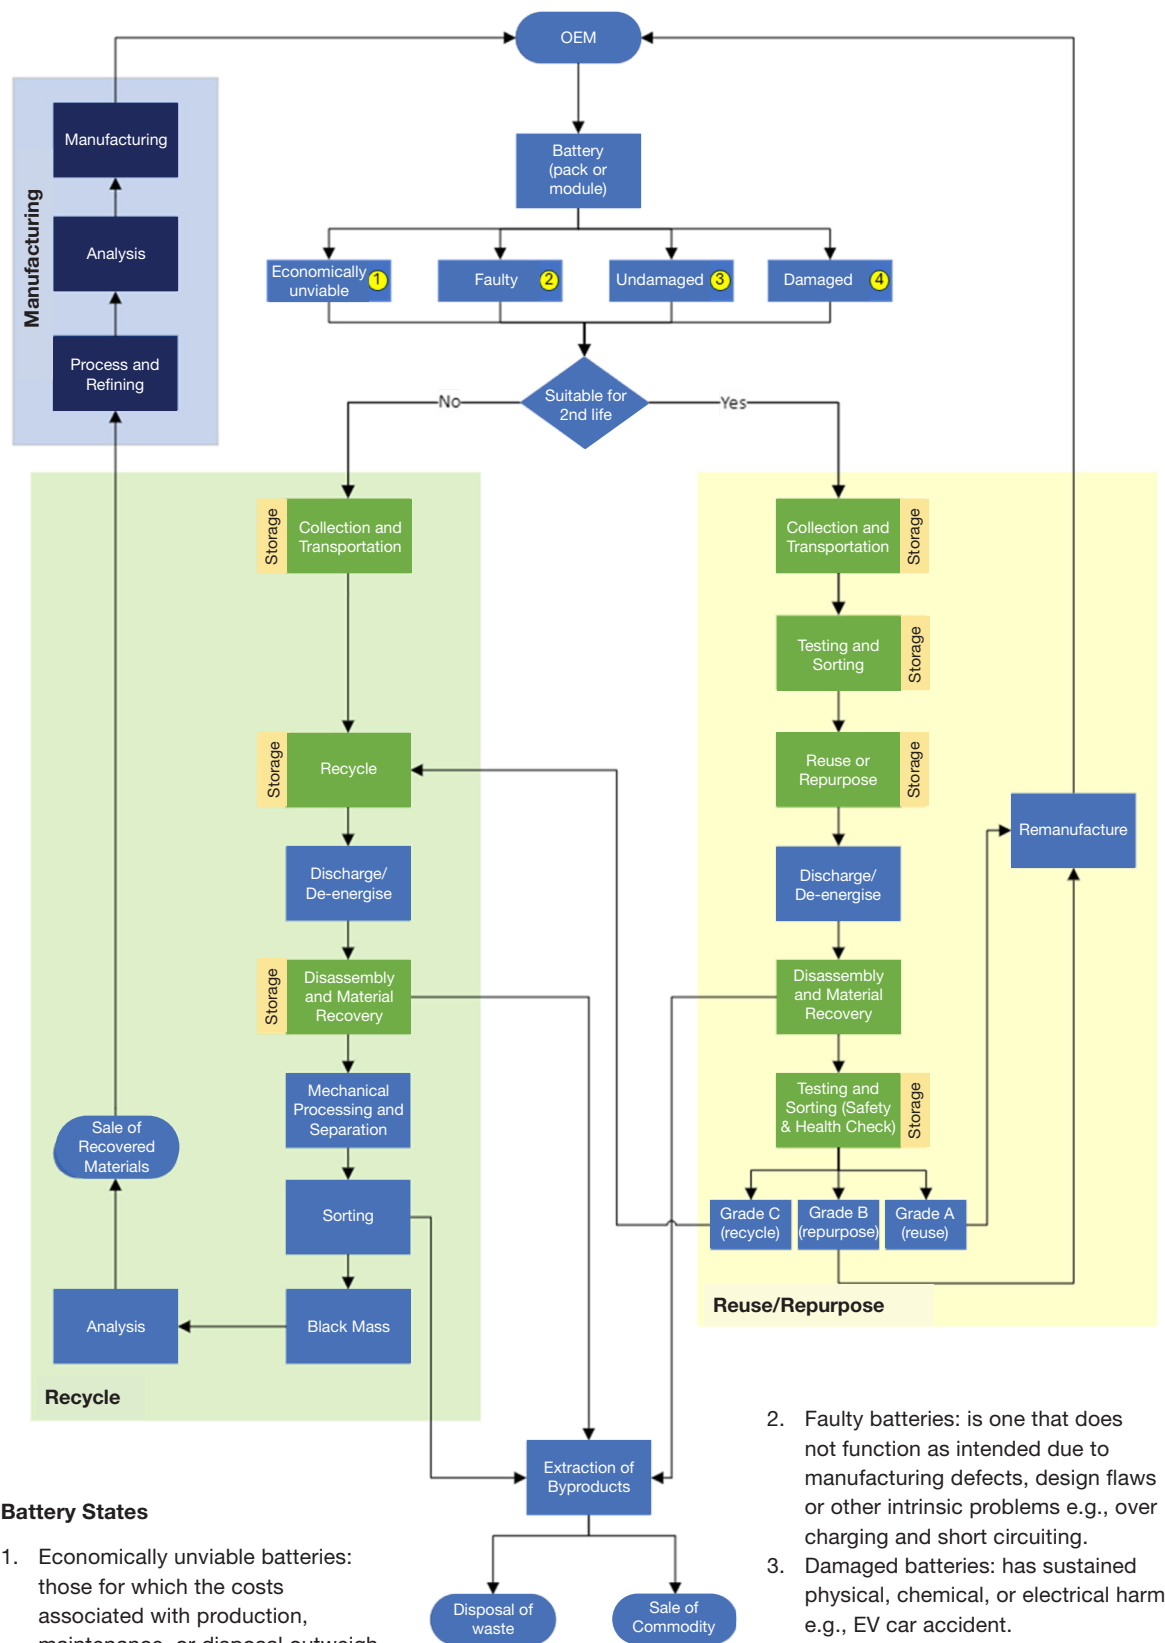 OEM
Manufacturing
Manufacturing
Analysis
Process and
Refining
Battery
(pack or
module)
Economically
unviable
1
Faulty
2
Undamaged
3
Damaged
4
Suitable for
2nd life
No
Yes
Storage
Collection and
Transportation
Storage
Recycle
Discharge/
De-energise
Storage
Disassembly
and Material
Recovery
Mechanical
Processing and
Separation
Sorting
Black Mass
Analysis
Sale of
Recovered
Materials
Recycle
Collection and
Transportation
Storage
Testing and
Sorting
Storage
Reuse or
Repurpose
Storage
Discharge/
De-energise
Disassembly
and Material
Recovery
Testing and
Sorting (Safety
& Health Check)
Storage
Grade C
(recycle)
Grade B
(repurpose)
Grade A
(reuse)
Remanufacture
Reuse/Repurpose
Extraction of
Byproducts
Disposal of
waste
Sale of
Commodity
Battery States
1. Economically unviable batteries:
those for which the costs
associated with production,
maintenance, or disposal outweigh
2. Faulty batteries: is one that does
not function as intended due to
manufacturing defects, design flaws
or other intrinsic problems e.g., over
charging and short circuiting.
3. Damaged batteries: has sustained
physical, chemical, or electrical harm
e.g., EV car accident.